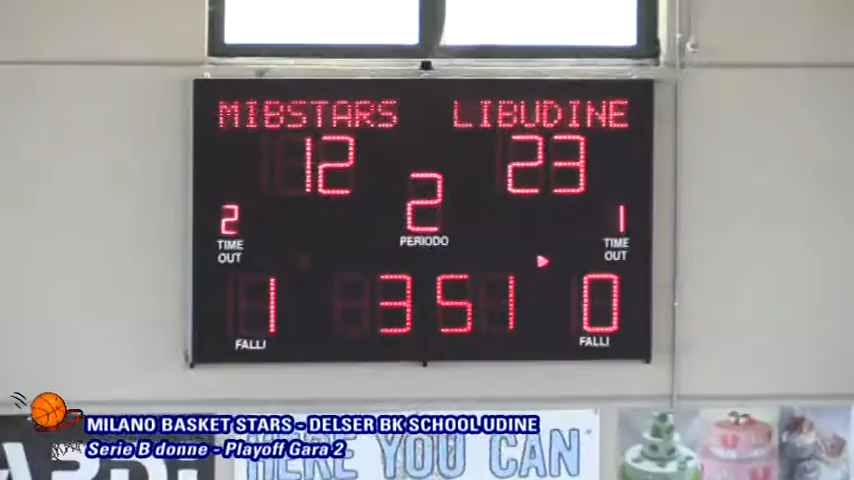 MIBSTARS LIBUDINE
12 23
2
2 PERIODO 1
TIME OUT TIME OUT
1 3 51 0
FALLI FALLI
MILANO BASKET STARS - DELSER BK SCHOOL UDINE
Serie B donne - Playoff Gara 2
HERE YOU CAN